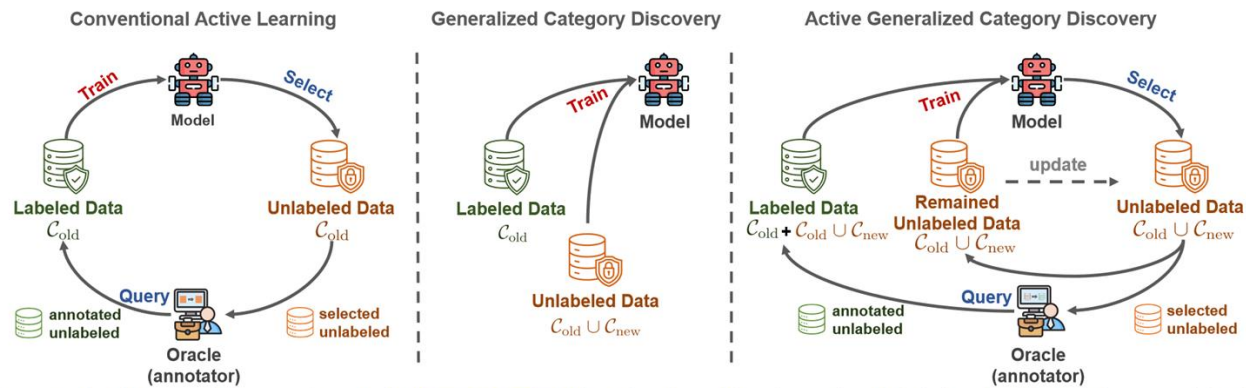 Conventional Active Learning
Train
Select
Model
Labeled Data
𝒞old
Unlabeled Data
𝒞old
Query
annotated
unlabeled
selected
unlabeled
Oracle
(annotator)
Generalized Category Discovery
Train
Model
Labeled Data
𝒞old
Unlabeled Data
𝒞old ∪ 𝒞new
Active Generalized Category Discovery
Train
Select
Model
update
Labeled Data
𝒞old + 𝒞old ∪ 𝒞new
Remained
Unlabeled Data
𝒞old ∪ 𝒞new
Unlabeled Data
𝒞old ∪ 𝒞new
Query
annotated
unlabeled
selected
unlabeled
Oracle
(annotator)